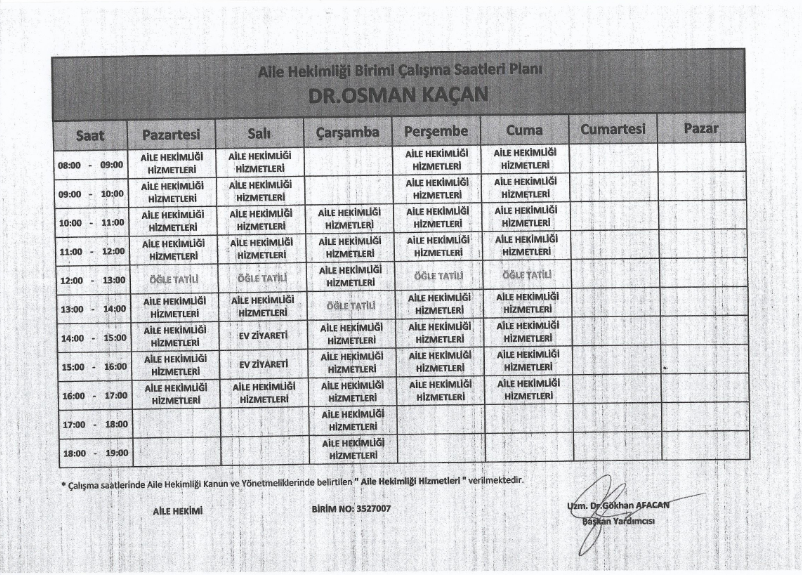 Aile Hekimliği Birimi Çalışma Saatleri Planı
DR.OSMAN KAÇAN
Saat Pazartesi Salı Çarşamba Perşembe Cuma Cumartesi Pazar
08:00 - 09:00 AİLE HEKİMLİĞİ HİZMETLERİ AİLE HEKİMLİĞİ HİZMETLERİ AİLE HEKİMLİĞİ HİZMETLERİ AİLE HEKİMLİĞİ HİZMETLERİ
09:00 - 10:00 AİLE HEKİMLİĞİ HİZMETLERİ AİLE HEKİMLİĞİ HİZMETLERİ AİLE HEKİMLİĞİ HİZMETLERİ AİLE HEKİMLİĞİ HİZMETLERİ
10:00 - 11:00 AİLE HEKİMLİĞİ HİZMETLERİ AİLE HEKİMLİĞİ HİZMETLERİ AİLE HEKİMLİĞİ HİZMETLERİ AİLE HEKİMLİĞİ HİZMETLERİ AİLE HEKİMLİĞİ HİZMETLERİ
11:00 - 12:00 AİLE HEKİMLİĞİ HİZMETLERİ AİLE HEKİMLİĞİ HİZMETLERİ AİLE HEKİMLİĞİ HİZMETLERİ AİLE HEKİMLİĞİ HİZMETLERİ AİLE HEKİMLİĞİ HİZMETLERİ
12:00 - 13:00 ÖĞLE TATİLİ ÖĞLE TATİLİ AİLE HEKİMLİĞİ HİZMETLERİ ÖĞLE TATİLİ ÖĞLE TATİLİ
13:00 - 14:00 AİLE HEKİMLİĞİ HİZMETLERİ AİLE HEKİMLİĞİ HİZMETLERİ ÖĞLE TATİLİ AİLE HEKİMLİĞİ HİZMETLERİ AİLE HEKİMLİĞİ HİZMETLERİ
14:00 - 15:00 AİLE HEKİMLİĞİ HİZMETLERİ EV ZİYARETİ AİLE HEKİMLİĞİ HİZMETLERİ AİLE HEKİMLİĞİ HİZMETLERİ AİLE HEKİMLİĞİ HİZMETLERİ
15:00 - 16:00 AİLE HEKİMLİĞİ HİZMETLERİ EV ZİYARETİ AİLE HEKİMLİĞİ HİZMETLERİ AİLE HEKİMLİĞİ HİZMETLERİ AİLE HEKİMLİĞİ HİZMETLERİ
16:00 - 17:00 AİLE HEKİMLİĞİ HİZMETLERİ AİLE HEKİMLİĞİ HİZMETLERİ AİLE HEKİMLİĞİ HİZMETLERİ AİLE HEKİMLİĞİ HİZMETLERİ AİLE HEKİMLİĞİ HİZMETLERİ
17:00 - 18:00 AİLE HEKİMLİĞİ HİZMETLERİ
18:00 - 19:00 AİLE HEKİMLİĞİ HİZMETLERİ
* Çalışma saatlerinde Aile Hekimliği Kanun ve Yönetmeliklerinde belirtilen " Aile Hekimliği Hizmetleri " verilmektedir.
AİLE HEKİMİ BİRİM NO: 3527007 Uzm. Dr.Gökhan AFACAN
Başkan Yardımcısı